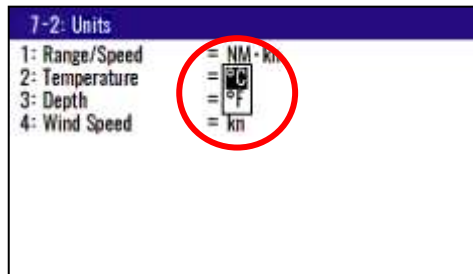 7-2: Units
1: Range/Speed = NM・kn
2: Temperature = °C
3: Depth = °F
4: Wind Speed = kn